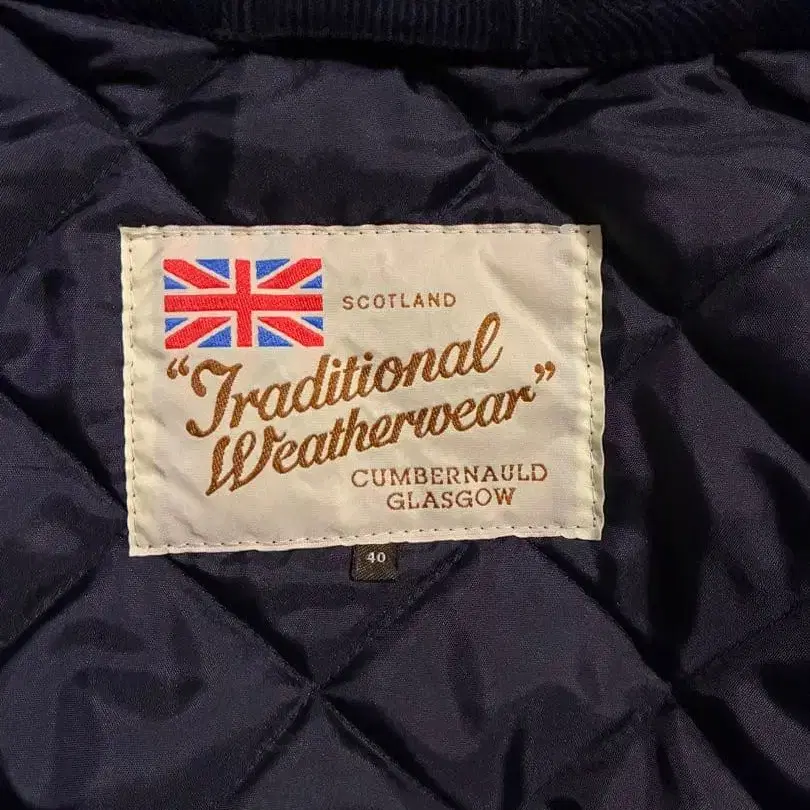 SCOTLAND
"Traditional
Weatherwear"
CUMBERNAULD
GLASGOW
40